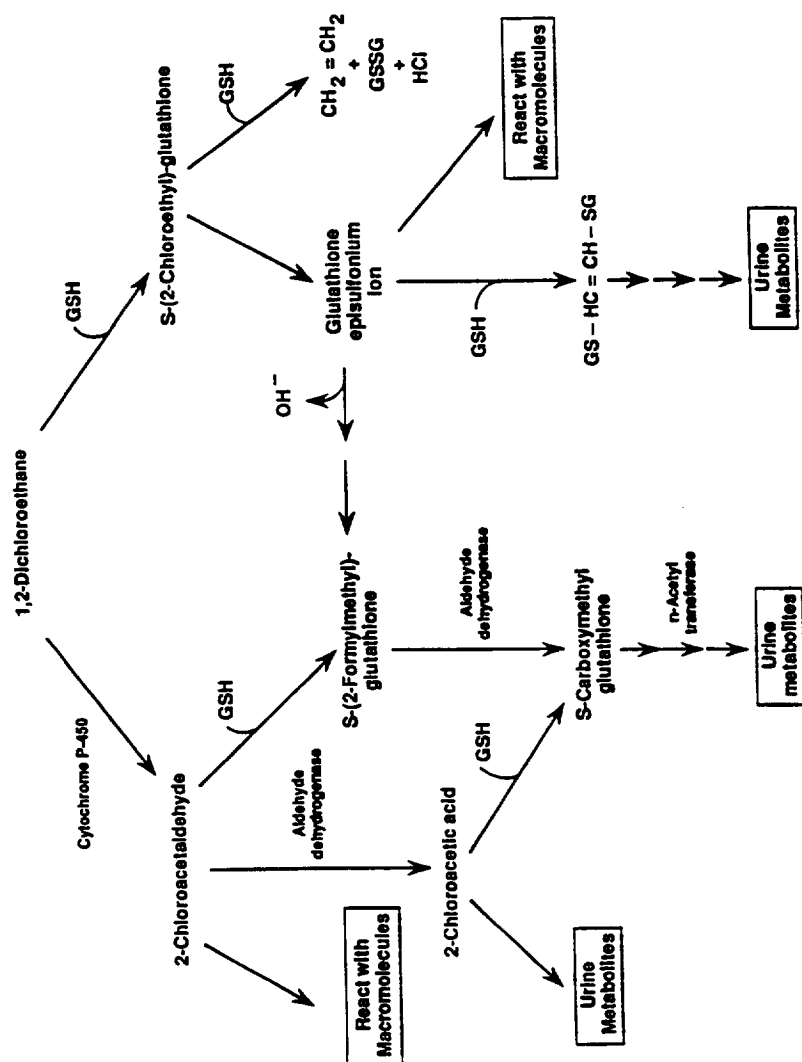 1,2-Dichloroethane
Cytochrome P-450
GSH
2-Chloroacetaldehyde
S-(2-Chloroethyl)-glutathione
GSH
GSH
Aldehyde
dehydrogenase
OH⁻
Glutathione
episulfonium
ion
CH₂ = CH₂
+
GSSG
+
HCl
React with
Macromolecules
S-(2-Formylmethyl)-
glutathione
React with
Macromolecules
2-Chloroacetic acid
GSH
Aldehyde
dehydrogenase
GSH
GS – HC = CH – SG
Urine
Metabolites
S-Carboxymethyl
glutathione
n-Acetyl
transferase
Urine
metabolites
Urine
Metabolites